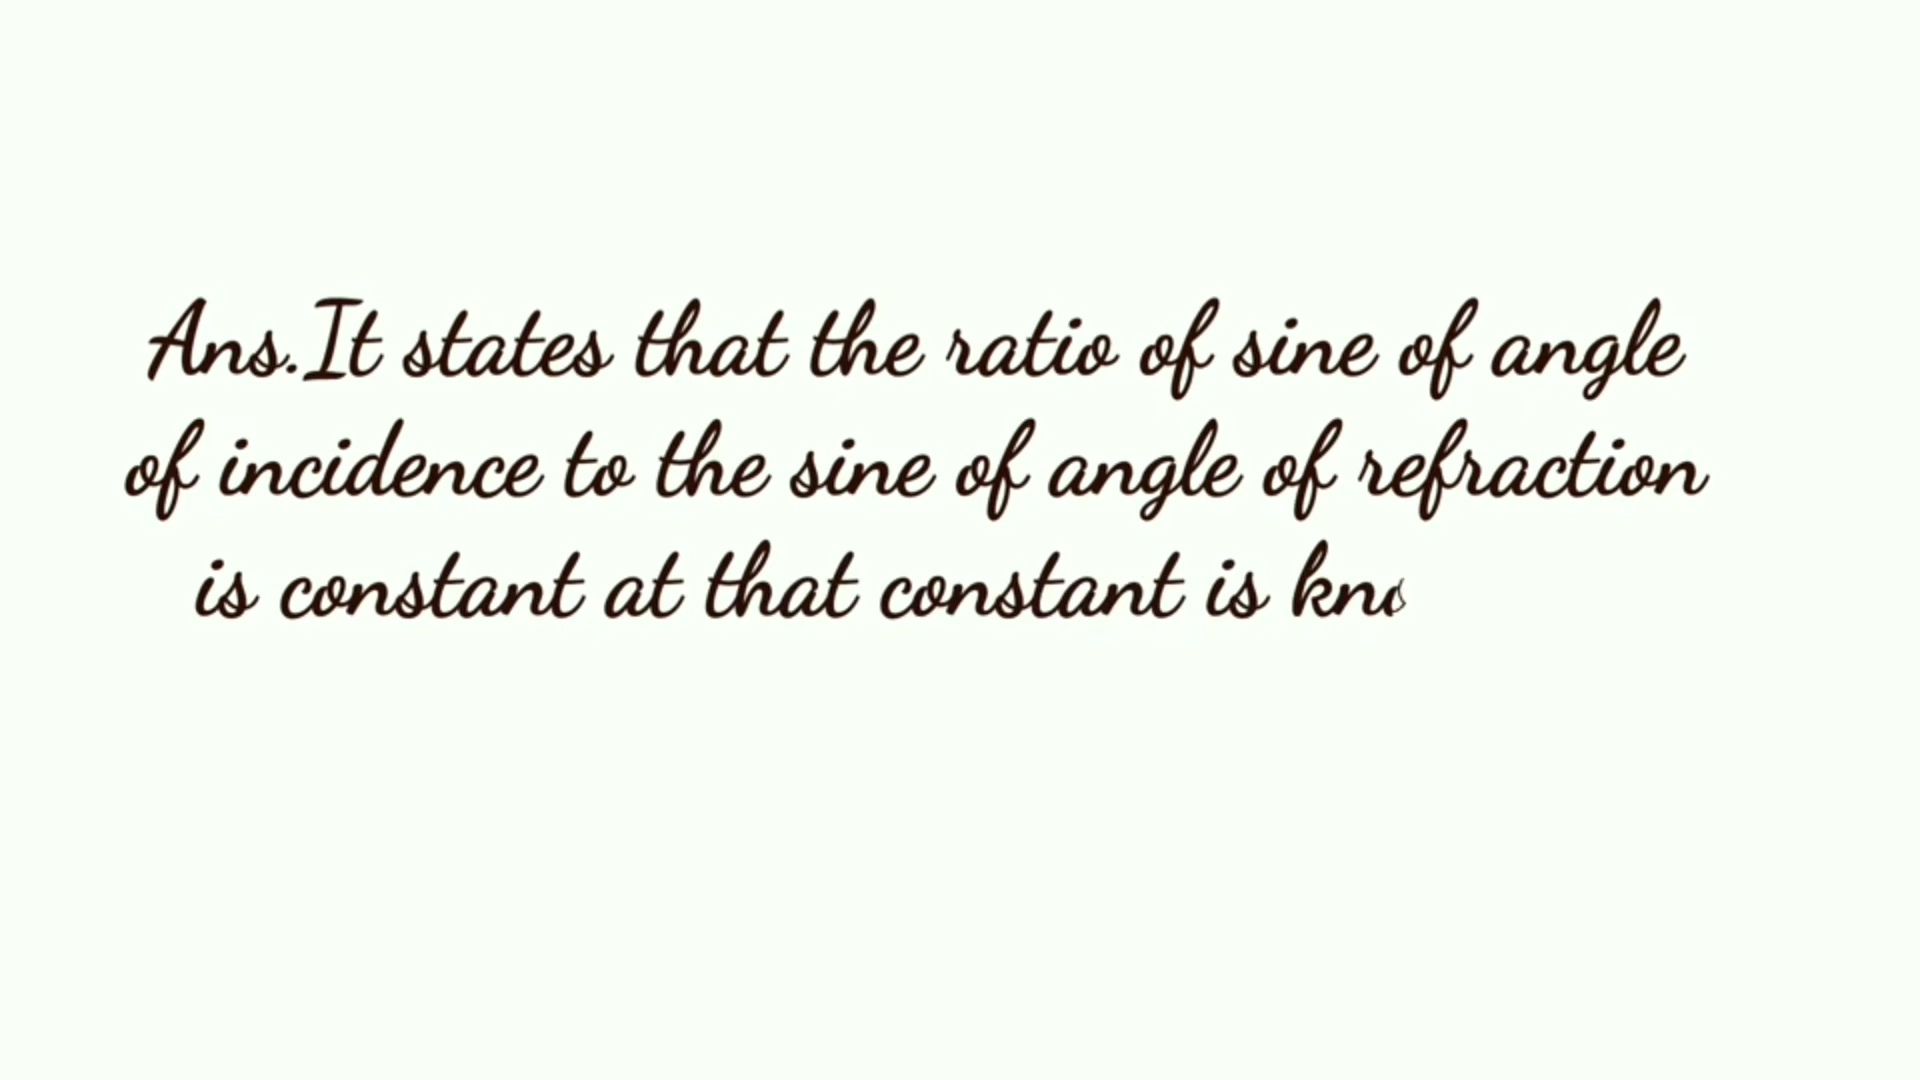 Ans.It states that the ratio of sine of angle
of incidence to the sine of angle of refraction
is constant at that constant is